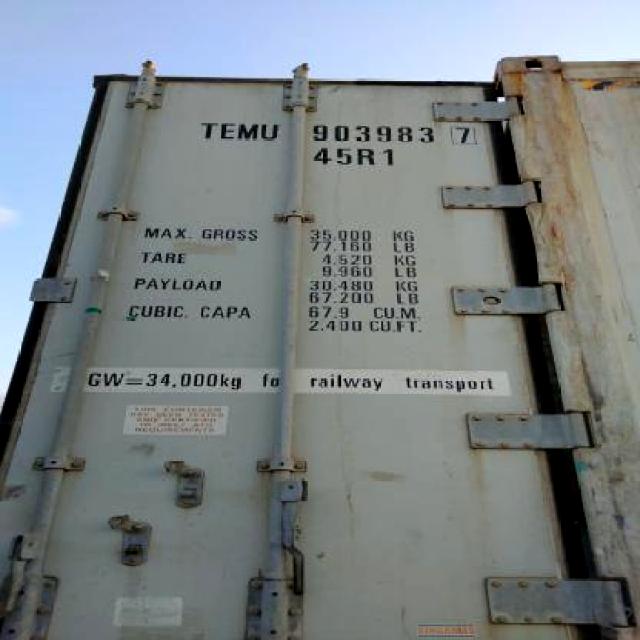 TEMU 903983 7
45R1
MAX. GROSS 35.000 KG
77.160 LB
TARE 4.520 KG
9.960 LB
PAYLOAD 30.480 KG
67.200 LB
CUBIC. CAPA 67.9 CU.M.
2.400 CU.FT.
GW=34,000kg for railway transport